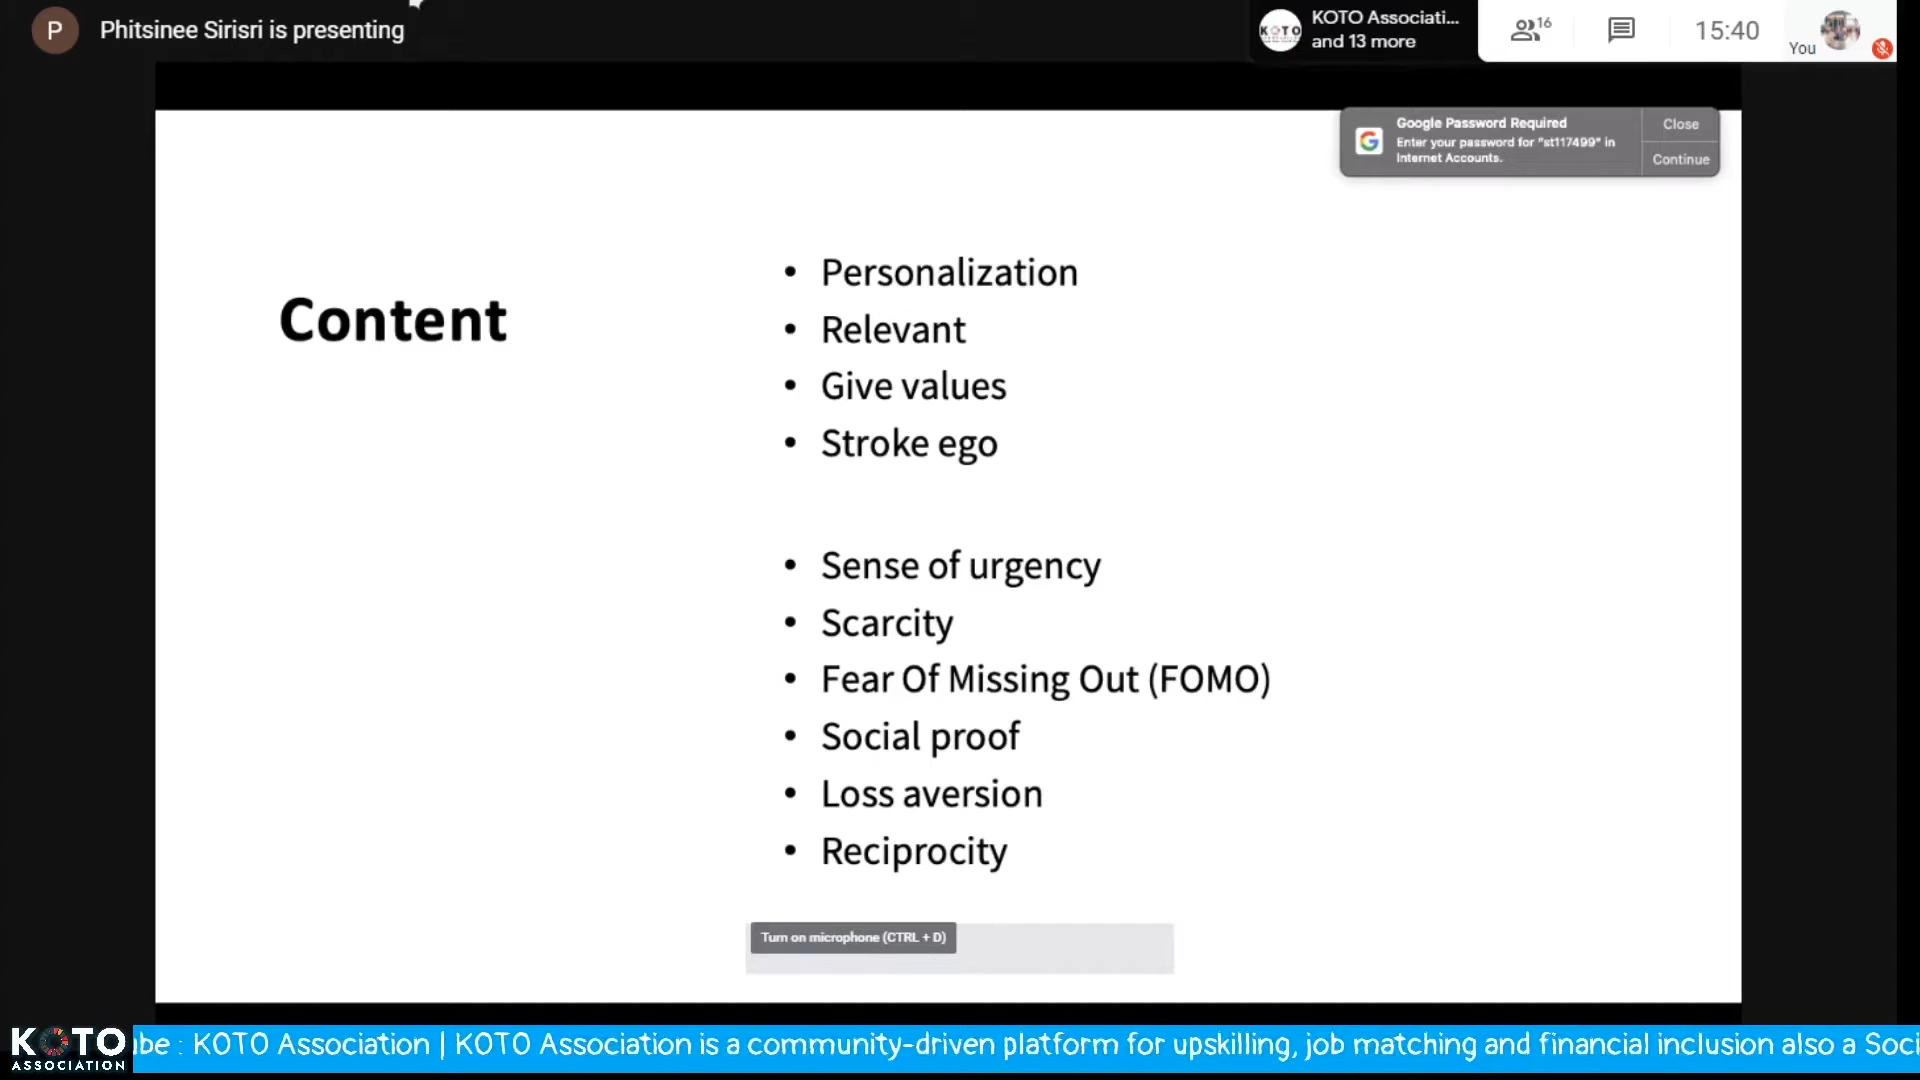 P
Phitsinee Sirisri is presenting
KOTO
KOTO Associati...
and 13 more
16
15:40
You
Google Password Required
Enter your password for "st117499" in
Internet Accounts.
Close
Continue
Content
• Personalization
• Relevant
• Give values
• Stroke ego
• Sense of urgency
• Scarcity
• Fear Of Missing Out (FOMO)
• Social proof
• Loss aversion
• Reciprocity
Turn on microphone (CTRL + D)
KOTO
ASSOCIATION
be : KOTO Association | KOTO Association is a community-driven platform for upskilling, job matching and financial inclusion also a Soci